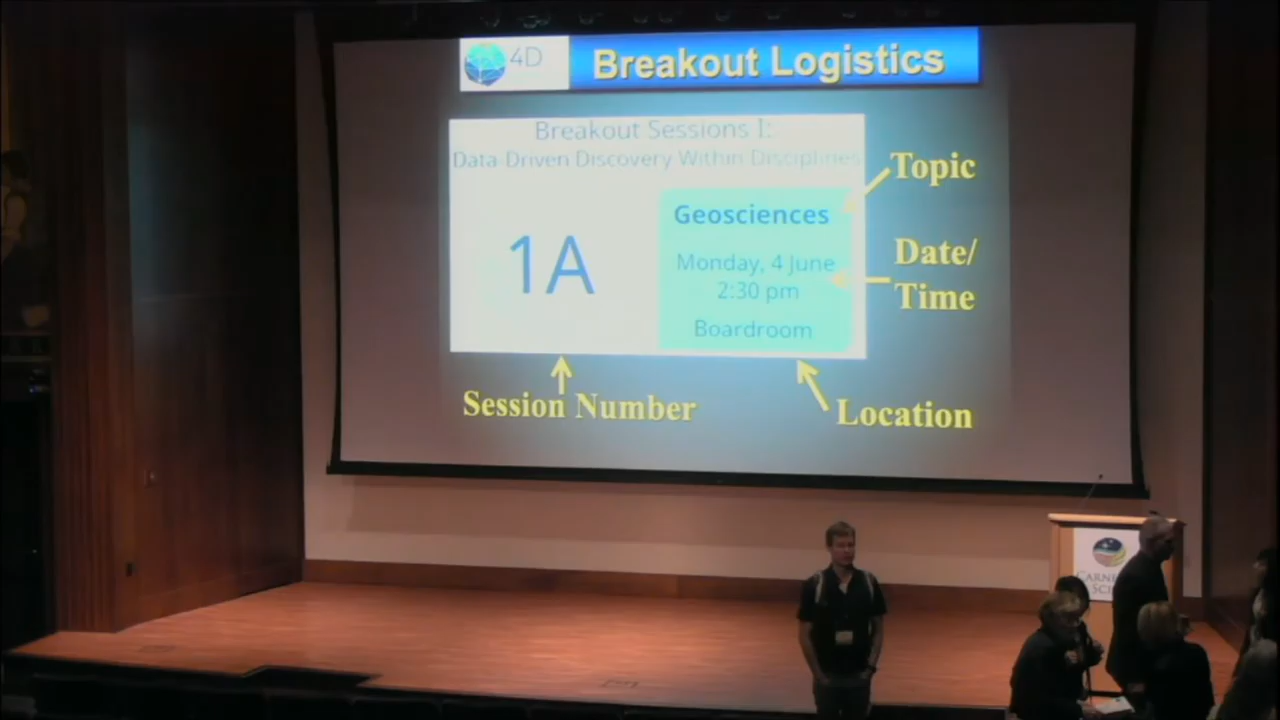 4D
Breakout Logistics
Breakout Sessions I:
Data-Driven Discovery Within Disciplines
Topic
Geosciences
1A
Monday, 4 June
2:30 pm
Date/
Time
Boardroom
Session Number
Location